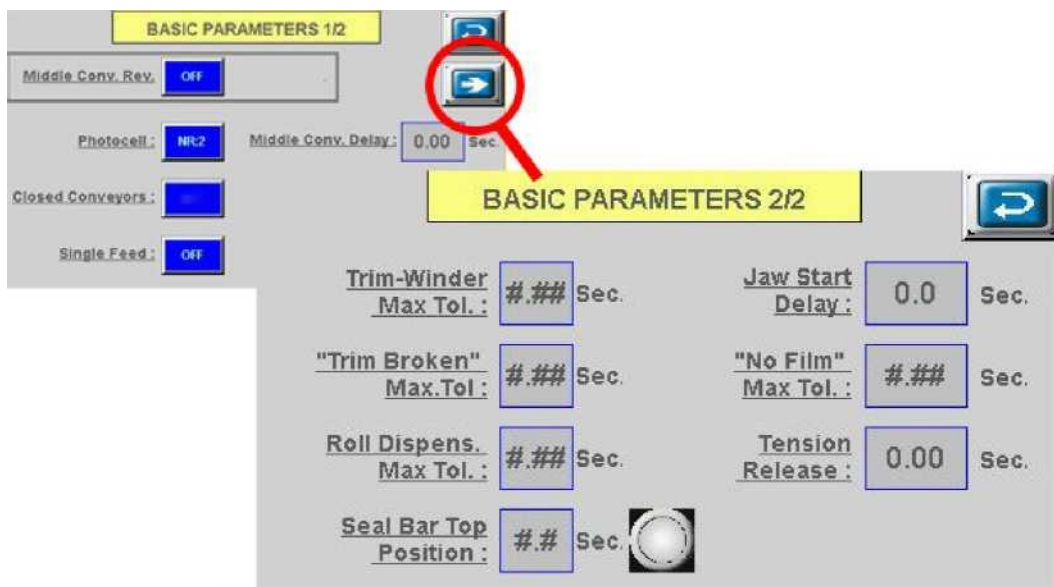 BASIC PARAMETERS 1/2
Middle Conv. Rev. OFF
Photocell : NR:2 Middle Conv. Delay : 0.00 Sec.
Closed Conveyors :
Single Feed : OFF
BASIC PARAMETERS 2/2
Trim-Winder
Max Tol. : #.## Sec.
Jaw Start
Delay : 0.0 Sec.
"Trim Broken"
Max.Tol : #.## Sec.
"No Film"
Max Tol. : #.## Sec.
Roll Dispens.
Max Tol. : #.## Sec.
Tension
Release : 0.00 Sec.
Seal Bar Top
Position : #.# Sec.